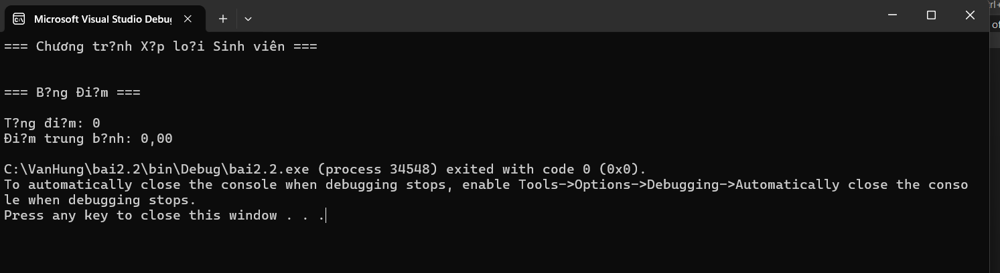 Microsoft Visual Studio Debug
=== Chương tr?nh X?p lo?i Sinh viên ===
=== B?ng Đi?m ===
T?ng đi?m: 0
Đi?m trung b?nh: 0,00
C:\VanHung\bai2.2\bin\Debug\bai2.2.exe (process 34548) exited with code 0 (0x0).
To automatically close the console when debugging stops, enable Tools->Options->Debugging->Automatically close the conso
le when debugging stops.
Press any key to close this window . . .